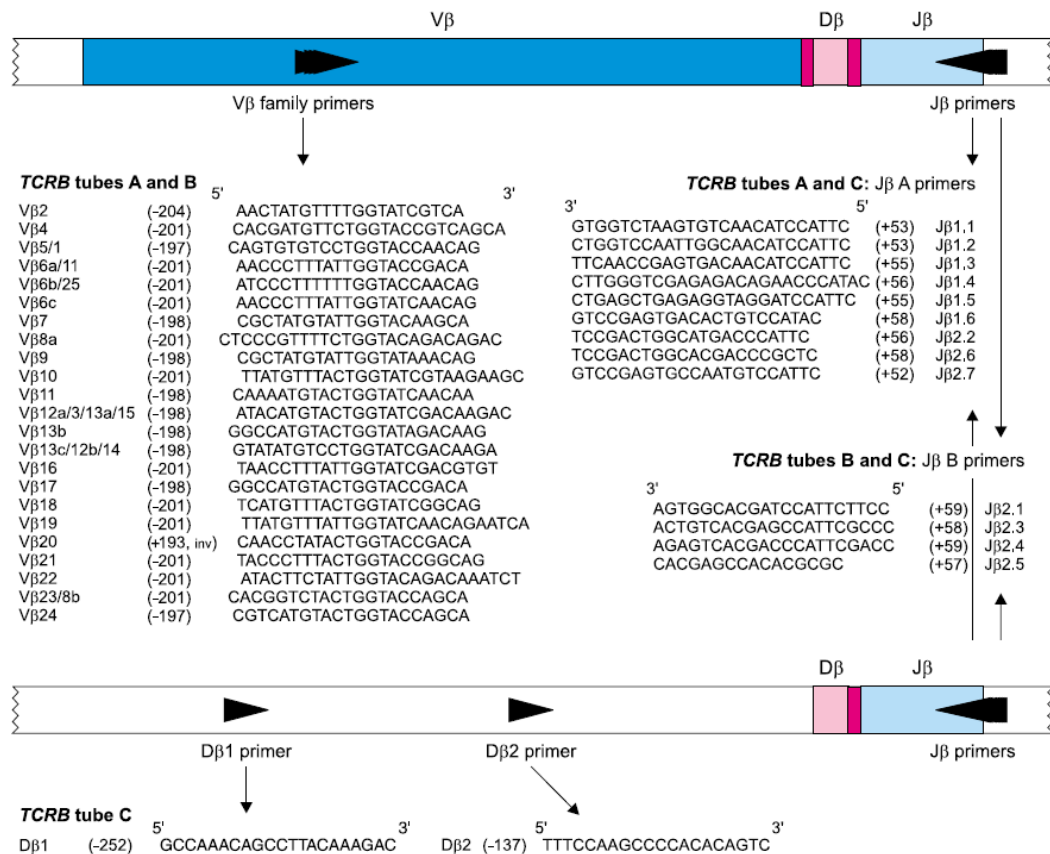 Vβ Dβ Jβ
Vβ family primers Jβ primers
TCRB tubes A and B
5' 3'
Vβ2 (–204) AACTATGTTTTGGTATCGTCA
Vβ4 (–201) CACGATGTTCTGGTACCGTCAGCA
Vβ5/1 (–197) CAGTGTGTCCTGGTACCAACAG
Vβ6a/11 (–201) AACCCTTTATTGGTACCGACA
Vβ6b/25 (–201) ATCCCTTTTTTGGTACCAACAG
Vβ6c (–201) AACCCTTTATTGGTATCAACAG
Vβ7 (–198) CGCTATGTATTGGTACAAGCA
Vβ8a (–201) CTCCCGTTTTCTGGTACAGACAGAC
Vβ9 (–198) CGCTATGTATTGGTATAAACAG
Vβ10 (–201) TTATGTTTACTGGTATCGTAAGAAGC
Vβ11 (–198) CAAAATGTACTGGTATCAACAA
Vβ12a/3/13a/15 (–198) ATACATGTACTGGTATCGACAAGAC
Vβ13b (–198) GGCCATGTACTGGTATAGACAAG
Vβ13c/12b/14 (–198) GTATATGTCCTGGTATCGACAAGA
Vβ16 (–201) TAACCTTTATTGGTATCGACGTGT
Vβ17 (–198) GGCCATGTACTGGTACCGACA
Vβ18 (–201) TCATGTTTACTGGTATCGGCAG
Vβ19 (–201) TTATGTTTATTGGTATCAACAGAATCA
Vβ20 (+193, inv) CAACCTATACTGGTACCGACA
Vβ21 (–201) TACCCTTTACTGGTACCGGCAG
Vβ22 (–201) ATACTTCTATTGGTACAGACAAATCT
Vβ23/8b (–201) CACGGTCTACTGGTACCAGCA
Vβ24 (–197) CGTCATGTACTGGTACCAGCA
TCRB tubes A and C: Jβ A primers
3' 5'
GTGGTCTAAGTGTCAACATCCATTC (+53) Jβ1,1
CTGGTCCAATTGGCAACATCCATTC (+53) Jβ1.2
TTCAACCGAGTGACAACATCCATTC (+55) Jβ1,3
CTTGGGTCGAGAGACAGAACCCATAC (+56) Jβ1.4
CTGAGCTGAGAGGTAGGATCCATTC (+55) Jβ1.5
GTCCGAGTGACACTGTCCATAC (+58) Jβ1.6
TCCGACTGGCATGACCCATTC (+56) Jβ2.2
TCCGACTGGCACGACCCGCTC (+58) Jβ2.6
GTCCGAGTGCCAATGTCCATTC (+52) Jβ2.7
TCRB tubes B and C: Jβ B primers
3' 5'
AGTGGCACGATCCATTCTTCC (+59) Jβ2.1
ACTGTCACGAGCCATTCGCCC (+58) Jβ2.3
AGAGTCACGACCCATTCGACC (+59) Jβ2.4
CACGAGCCACACGCGC (+57) Jβ2.5
Dβ Jβ
Dβ1 primer Dβ2 primer Jβ primers
TCRB tube C
5' 3' 5' 3'
Dβ1 (–252) GCCAAACAGCCTTACAAAGAC Dβ2 (–137) TTTCCAAGCCCCACACAGTC